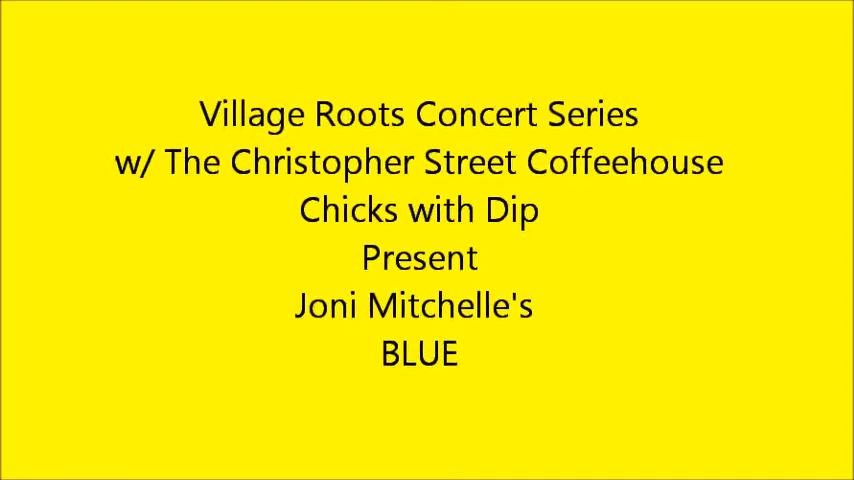 Village Roots Concert Series
w/ The Christopher Street Coffeehouse
Chicks with Dip
Present
Joni Mitchelle's
BLUE